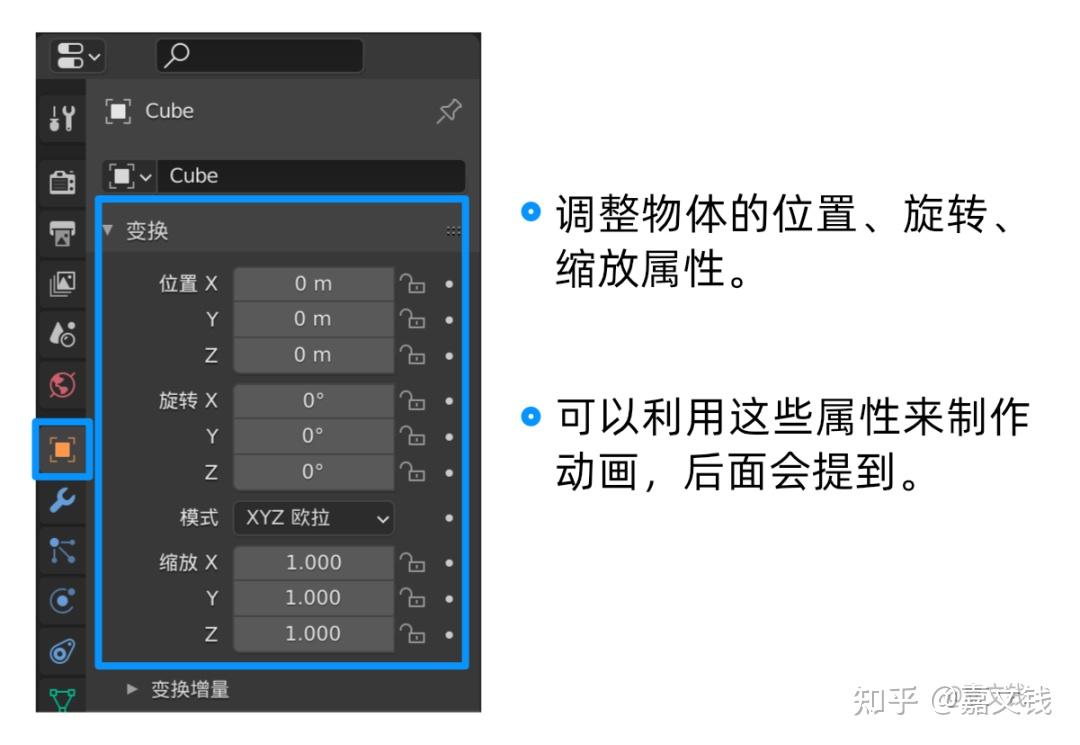 Cube
Cube
变换
位置 X 0 m
Y 0 m
Z 0 m
旋转 X 0°
Y 0°
Z 0°
模式 XYZ 欧拉
缩放 X 1.000
Y 1.000
Z 1.000
变换增量
调整物体的位置、旋转、
缩放属性。
可以利用这些属性来制作
动画，后面会提到。
知乎 @嘉文钱